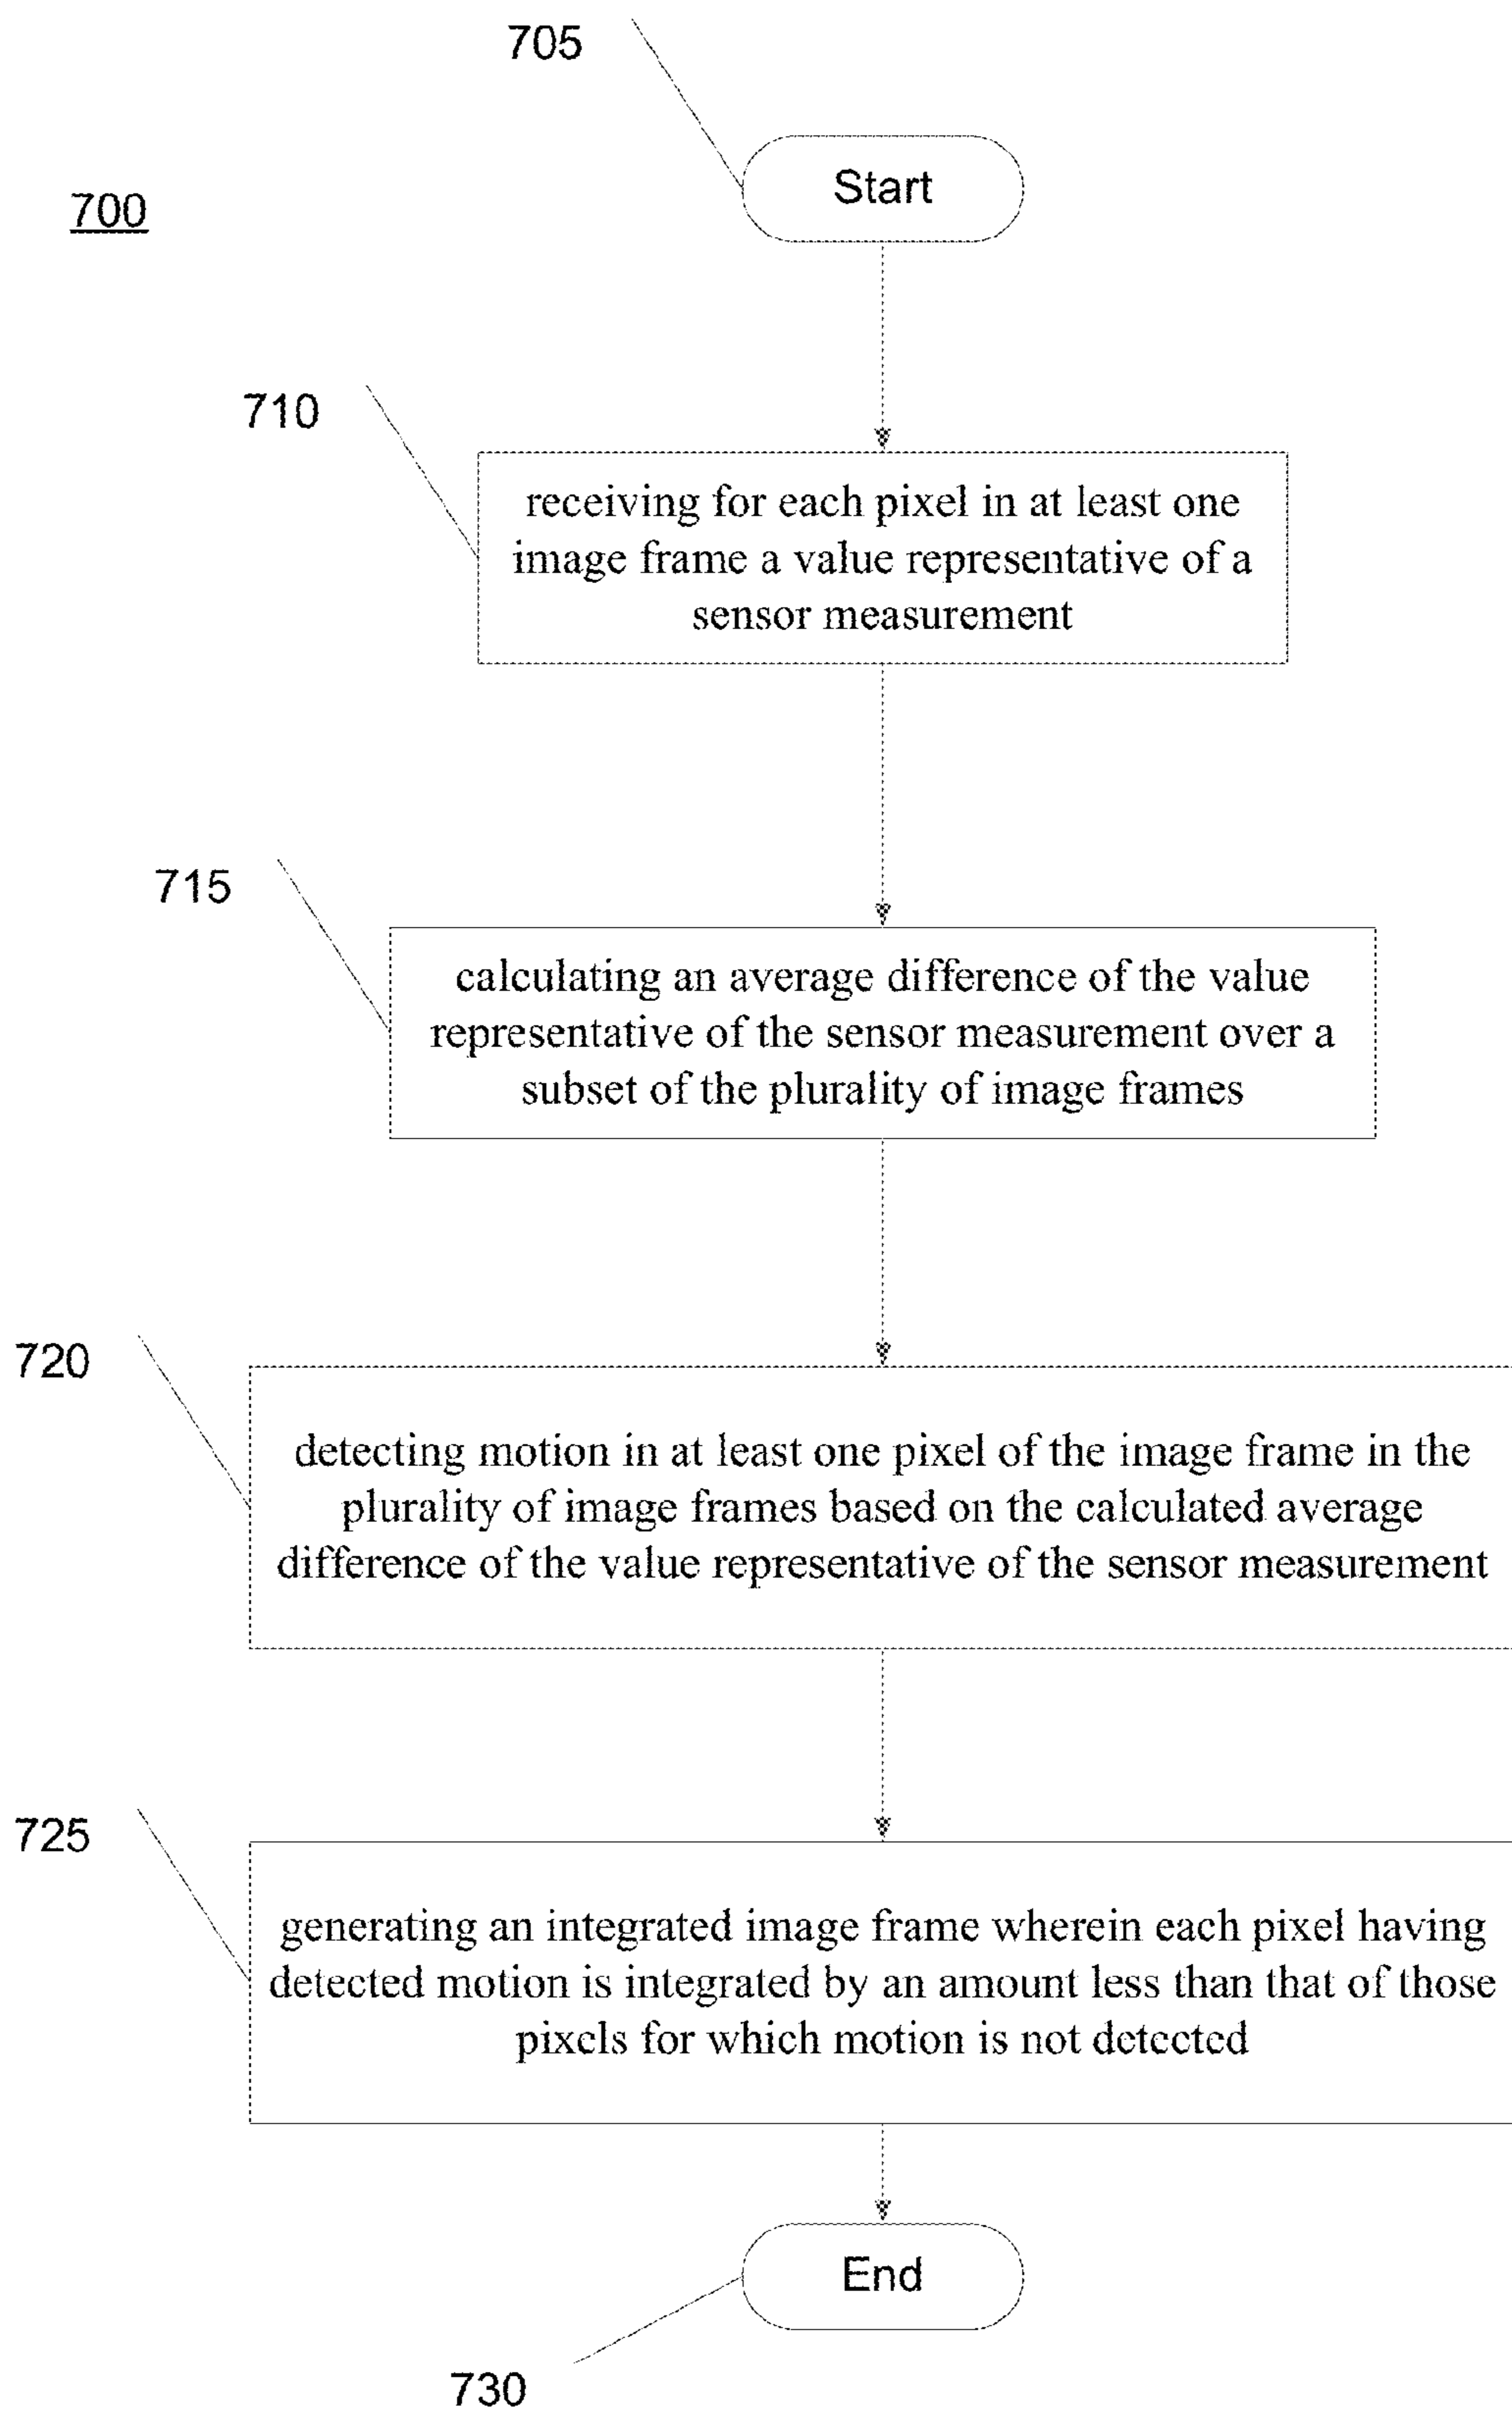 705
Start
700
710
receiving for each pixel in at least one
image frame a value representative of a
sensor measurement
715
calculating an average difference of the value
representative of the sensor measurement over a
subset of the plurality of image frames
720
detecting motion in at least one pixel of the image frame in the
plurality of image frames based on the calculated average
difference of the value representative of the sensor measurement
725
generating an integrated image frame wherein each pixel having
detected motion is integrated by an amount less than that of those
pixels for which motion is not detected
End
730